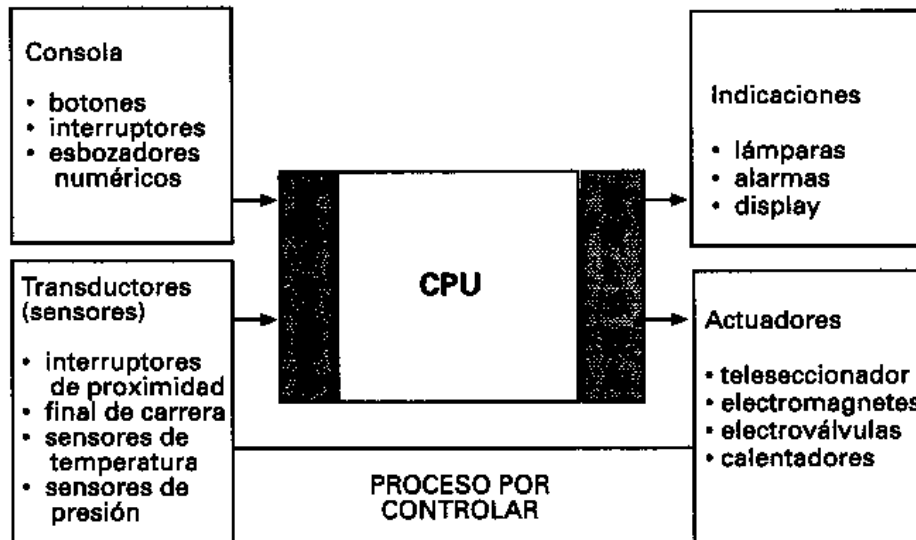 Consola
• botones
• interruptores
• esbozadores
numéricos
Transductores
(sensores)
• interruptores
de proximidad
• final de carrera
• sensores de
temperatura
• sensores de
presión
CPU
PROCESO POR
CONTROLAR
Indicaciones
• lámparas
• alarmas
• display
Actuadores
• teleseccionador
• electromagnetes
• electroválvulas
• calentadores